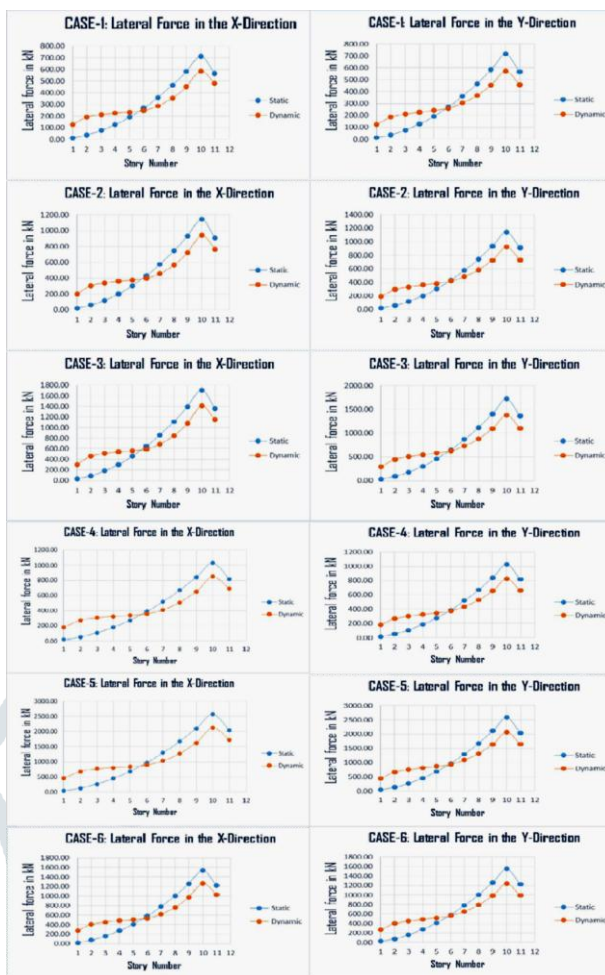 CASE-1: Lateral Force in the X-Direction
Lateral force in kN
800.00
700.00
600.00
500.00
400.00
300.00
200.00
100.00
0.00
1 2 3 4 5 6 7 8 9 10 11 12
Story Number
Static
Dynamic
CASE-1: Lateral Force in the Y-Direction
Lateral force in kN
800.00
700.00
600.00
500.00
400.00
300.00
200.00
100.00
0.00
1 2 3 4 5 6 7 8 9 10 11 12
Story Number
Static
Dynamic
CASE-2: Lateral Force in the X-Direction
Lateral force in kN
1200.00
1000.00
800.00
600.00
400.00
200.00
0.00
1 2 3 4 5 6 7 8 9 10 11 12
Story Number
Static
Dynamic
CASE-2: Lateral Force in the Y-Direction
Lateral force in kN
1400.00
1200.00
1000.00
800.00
600.00
400.00
200.00
0.00
1 2 3 4 5 6 7 8 9 10 11 12
Story Number
Static
Dynamic
CASE-3: Lateral Force in the X-Direction
Lateral force in kN
1800.00
1600.00
1400.00
1200.00
1000.00
800.00
600.00
400.00
200.00
0.00
1 2 3 4 5 6 7 8 9 10 11 12
Story Number
Static
Dynamic
CASE-3: Lateral Force in the Y-Direction
Lateral force in kN
2000.00
1500.00
1000.00
500.00
0.00
1 2 3 4 5 6 7 8 9 10 11 12
Story Number
Static
Dynamic
CASE-4: Lateral Force in the X-Direction
Lateral force in kN
1200.00
1000.00
800.00
600.00
400.00
200.00
0.00
1 2 3 4 5 6 7 8 9 10 11 12
Story Number
Static
Dynamic
CASE-4: Lateral Force in the Y-Direction
Lateral force in kN
1200.00
1000.00
800.00
600.00
400.00
200.00
0.00
1 2 3 4 5 6 7 8 9 10 11 12
Story Number
Static
Dynamic
CASE-5: Lateral Force in the X-Direction
Lateral force in kN
3000.00
2500.00
2000.00
1500.00
1000.00
500.00
0.00
1 2 3 4 5 6 7 8 9 10 11 12
Story Number
Static
Dynamic
CASE-5: Lateral Force in the Y-Direction
Lateral force in kN
3000.00
2500.00
2000.00
1500.00
1000.00
500.00
0.00
1 2 3 4 5 6 7 8 9 10 11 12
Story Number
Static
Dynamic
CASE-6: Lateral Force in the X-Direction
Lateral force in kN
1800.00
1600.00
1400.00
1200.00
1000.00
800.00
600.00
400.00
200.00
0.00
1 2 3 4 5 6 7 8 9 10 11 12
Story Number
Static
Dynamic
CASE-6: Lateral Force in the Y-Direction
Lateral force in kN
1800.00
1600.00
1400.00
1200.00
1000.00
800.00
600.00
400.00
200.00
0.00
1 2 3 4 5 6 7 8 9 10 11 12
Story Number
Static
Dynamic